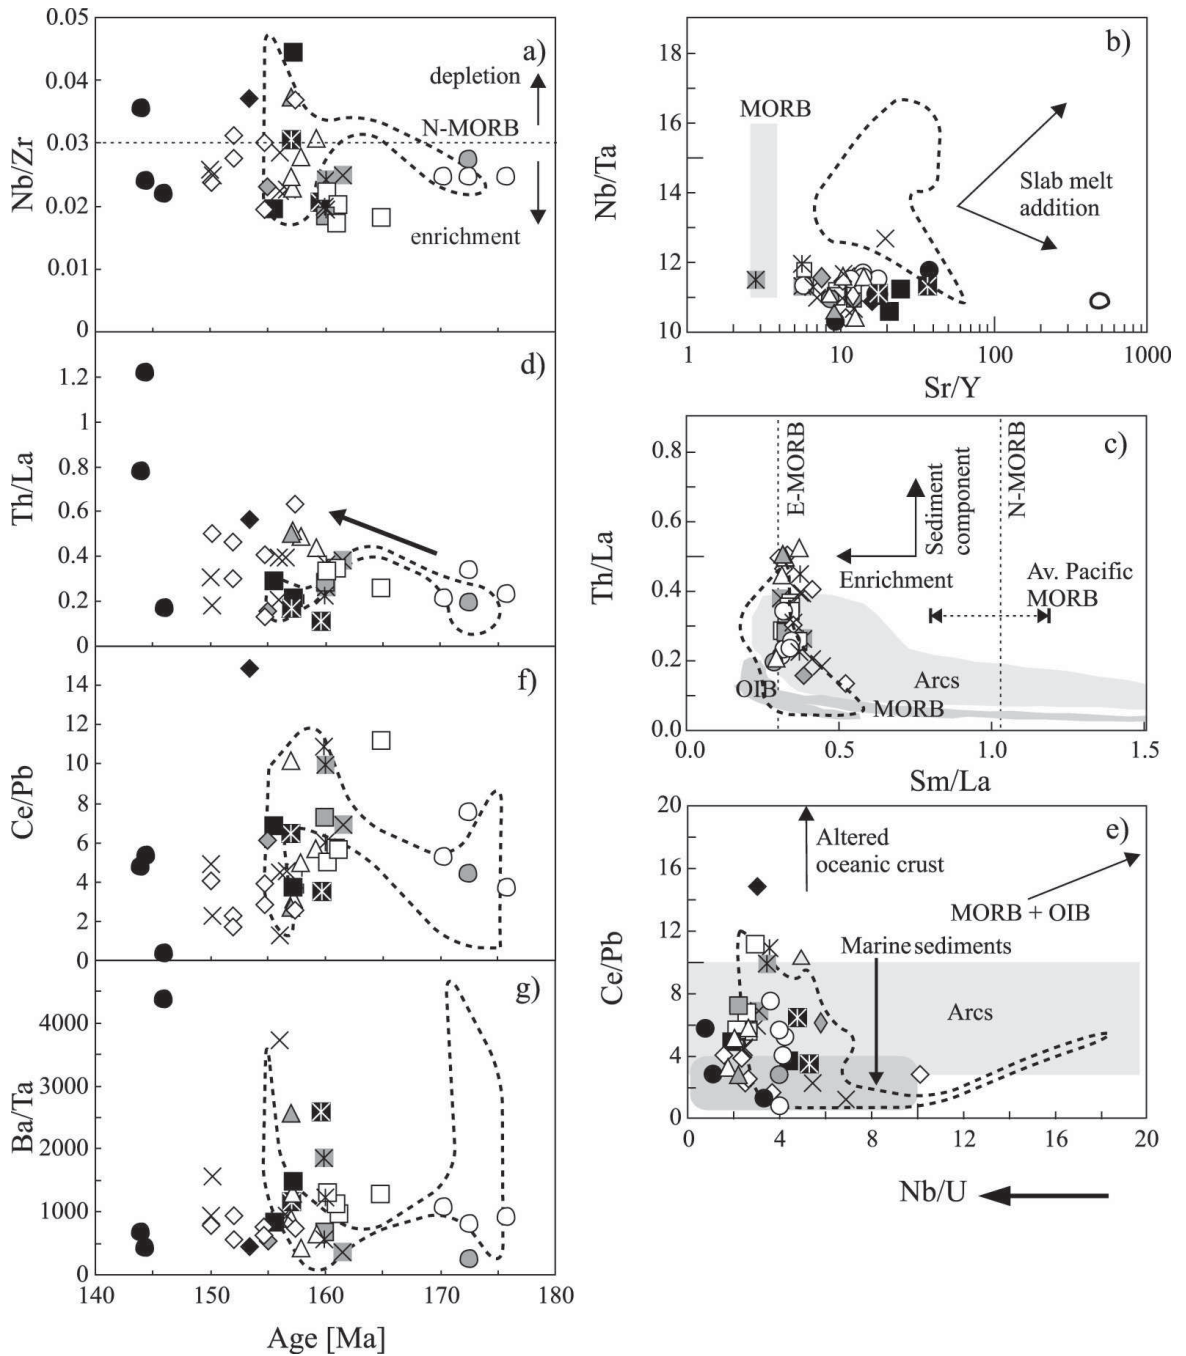 a)
0.05
0.04
0.03
0.02
0.01
0
Nb/Zr
depletion
N-MORB
enrichment
b)
MORB
18
16
14
12
10
Nb/Ta
Slab melt
addition
1
10
100
1000
Sr/Y
d)
1.2
1
0.8
0.6
0.4
0.2
0
Th/La
c)
0.8
0.6
0.4
0.2
0.0
Th/La
E-MORB
Sediment
component
N-MORB
Enrichment
Av. Pacific
MORB
Arcs
OIB
MORB
0.0
0.5
1.0
1.5
Sm/La
f)
14
12
10
8
6
4
2
0
Ce/Pb
e)
20
16
12
8
4
0
Ce/Pb
Altered
oceanic crust
MORB + OIB
Marine sediments
Arcs
0
4
8
12
16
20
Nb/U
g)
4000
3000
2000
1000
0
Ba/Ta
140
150
160
170
180
Age [Ma]